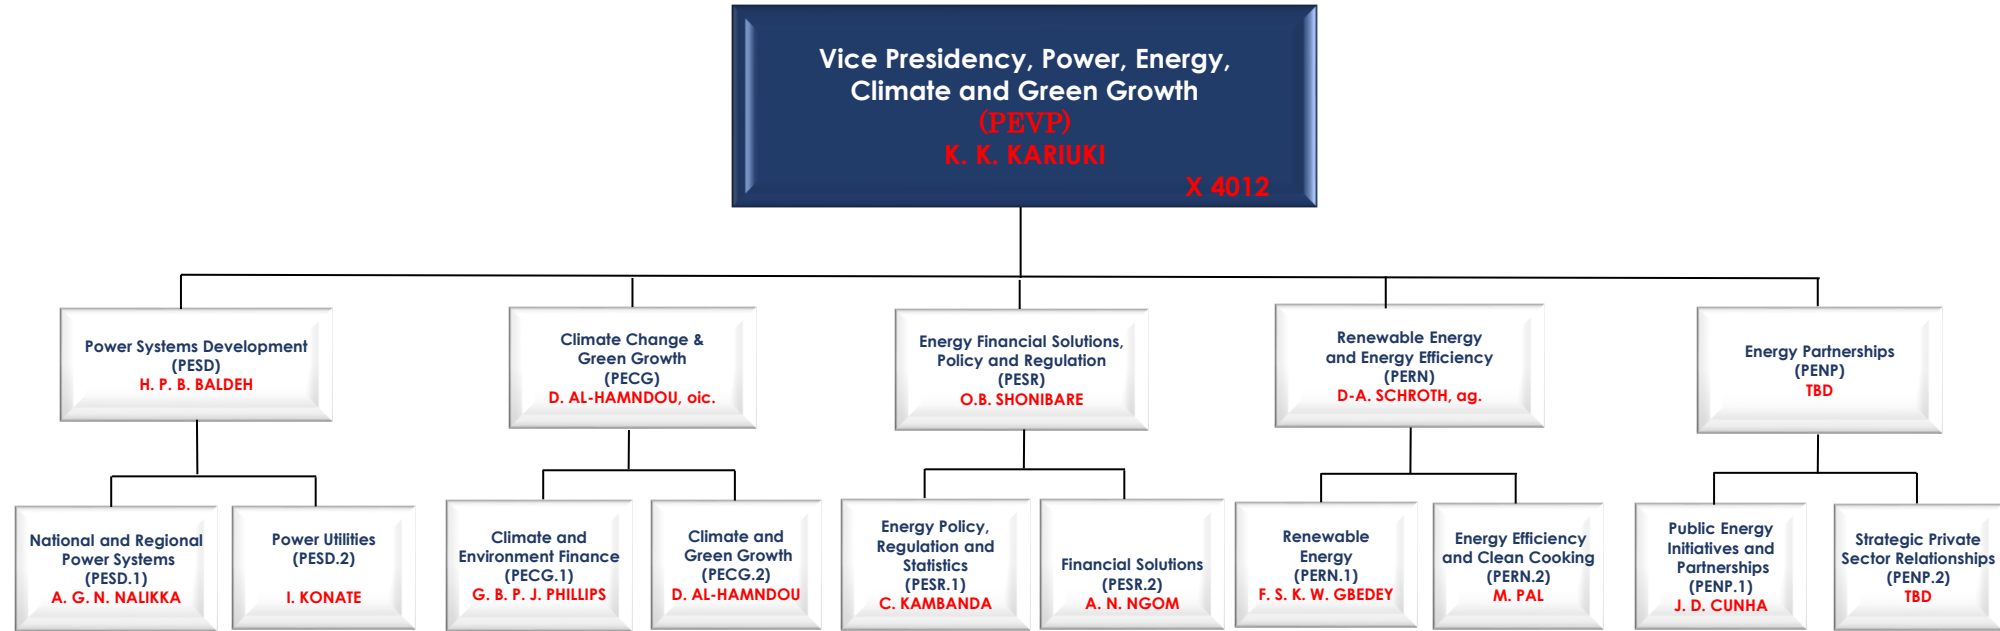 Vice Presidency, Power, Energy,
Climate and Green Growth
(PEVP)
K. K. KARIUKI
X 4012
Power Systems Development
(PESD)
H. P. B. BALDEH
Climate Change &
Green Growth
(PECG)
D. AL-HAMNDOU, oic.
Energy Financial Solutions,
Policy and Regulation
(PESR)
O.B. SHONIBARE
Renewable Energy
and Energy Efficiency
(PERN)
D-A. SCHROTH, ag.
Energy Partnerships
(PENP)
TBD
National and Regional
Power Systems
(PESD.1)
A. G. N. NALIKKA
Power Utilities
(PESD.2)
I. KONATE
Climate and
Environment Finance
(PECG.1)
G. B. P. J. PHILLIPS
Climate and
Green Growth
(PECG.2)
D. AL-HAMNDOU
Energy Policy,
Regulation and
Statistics
(PESR.1)
C. KAMBANDA
Financial Solutions
(PESR.2)
A. N. NGOM
Renewable
Energy
(PERN.1)
F. S. K. W. GBEDEY
Energy Efficiency
and Clean Cooking
(PERN.2)
M. PAL
Public Energy
Initiatives and
Partnerships
(PENP.1)
J. D. CUNHA
Strategic Private
Sector Relationships
(PENP.2)
TBD